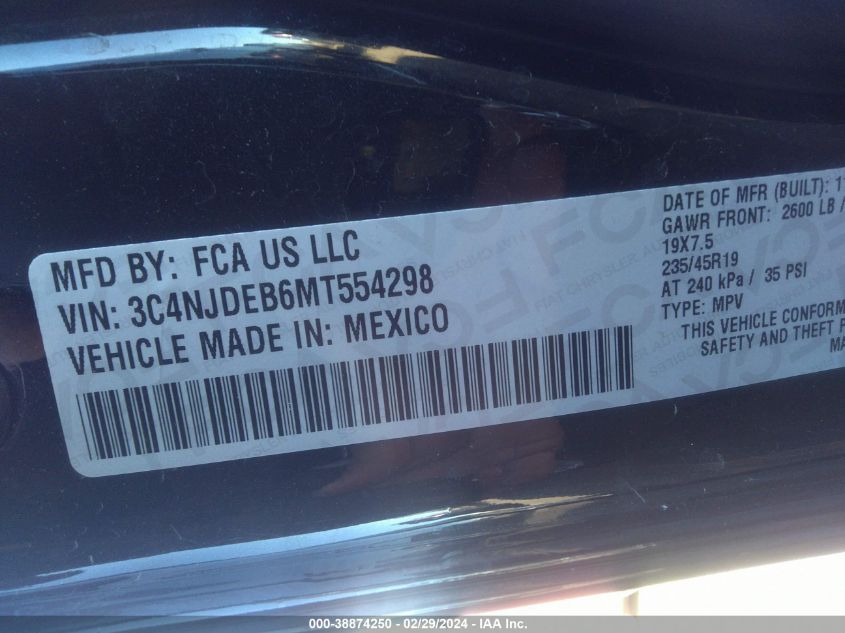 MFD BY: FCA US LLC
VIN: 3C4NJDEB6MT554298
VEHICLE MADE IN: MEXICO
DATE OF MFR (BUILT): 1
GAWR FRONT: 2600 LB /
19X7.5
235/45R19
AT 240 kPa / 35 PSI
TYPE: MPV
THIS VEHICLE CONFORM
SAFETY AND THEFT P
MA
000-38874250 - 02/29/2024 - IAA Inc.